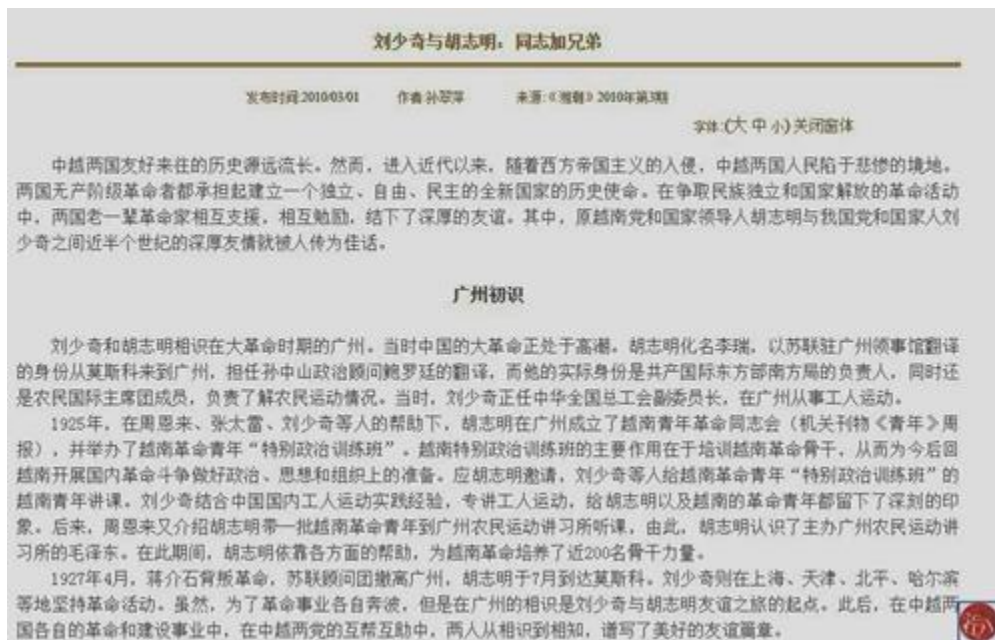 刘少奇与胡志明：同志加兄弟
发布时间:2010/03/01 作者:孙翠萍 来源:《湘潮》2010年第3期
字体:(大 中 小)关闭窗体
中越两国友好来往的历史源远流长。然而，进入近代以来，随着西方帝国主义的入侵，中越两国人民陷于悲惨的境地。
两国无产阶级革命者都承担起建立一个独立、自由、民主的全新国家的历史使命。在争取民族独立和国家解放的革命活动
中，两国老一辈革命家相互支援，相互勉励，结下了深厚的友谊。其中，原越南党和国家领导人胡志明与我国党和国家人刘
少奇之间近半个世纪的深厚友情就被人传为佳话。
广州初识
刘少奇和胡志明相识在大革命时期的广州。当时中国的大革命正处于高潮。胡志明化名李瑞，以苏联驻广州领事馆翻译
的身份从莫斯科来到广州，担任孙中山政治顾问鲍罗廷的翻译，而他的实际身份是共产国际东方部南方局的负责人，同时还
是农民国际主席团成员，负责了解农民运动情况。当时，刘少奇正任中华全国总工会副委员长，在广州从事工人运动。
1925年，在周恩来、张太雷、刘少奇等人的帮助下，胡志明在广州成立了越南青年革命同志会（机关刊物《青年》周
报），并举办了越南革命青年“特别政治训练班”。越南特别政治训练班的主要作用在于培训越南革命骨干，从而为今后回
越南开展国内革命斗争做好政治、思想和组织上的准备。应胡志明邀请，刘少奇等人给越南革命青年“特别政治训练班”的
越南青年讲课。刘少奇结合中国国内工人运动实践经验，专讲工人运动，给胡志明以及越南的革命青年都留下了深刻的印
象。后来，周恩来又介绍胡志明带一批越南革命青年到广州农民运动讲习所听课，由此，胡志明认识了主办广州农民运动讲
习所的毛泽东。在此期间，胡志明依靠各方面的帮助，为越南革命培养了近200名骨干力量。
1927年4月，蒋介石背叛革命，苏联顾问团撤离广州，胡志明于7月到达莫斯科。刘少奇则在上海、天津、北平、哈尔滨
等地坚持革命活动。虽然，为了革命事业各自奔波，但是在广州的相识是刘少奇与胡志明友谊之旅的起点。此后，在中越两
国各自的革命和建设事业中，在中越两党的互帮互助中，两人从相识到相知，谱写了美好的友谊篇章。